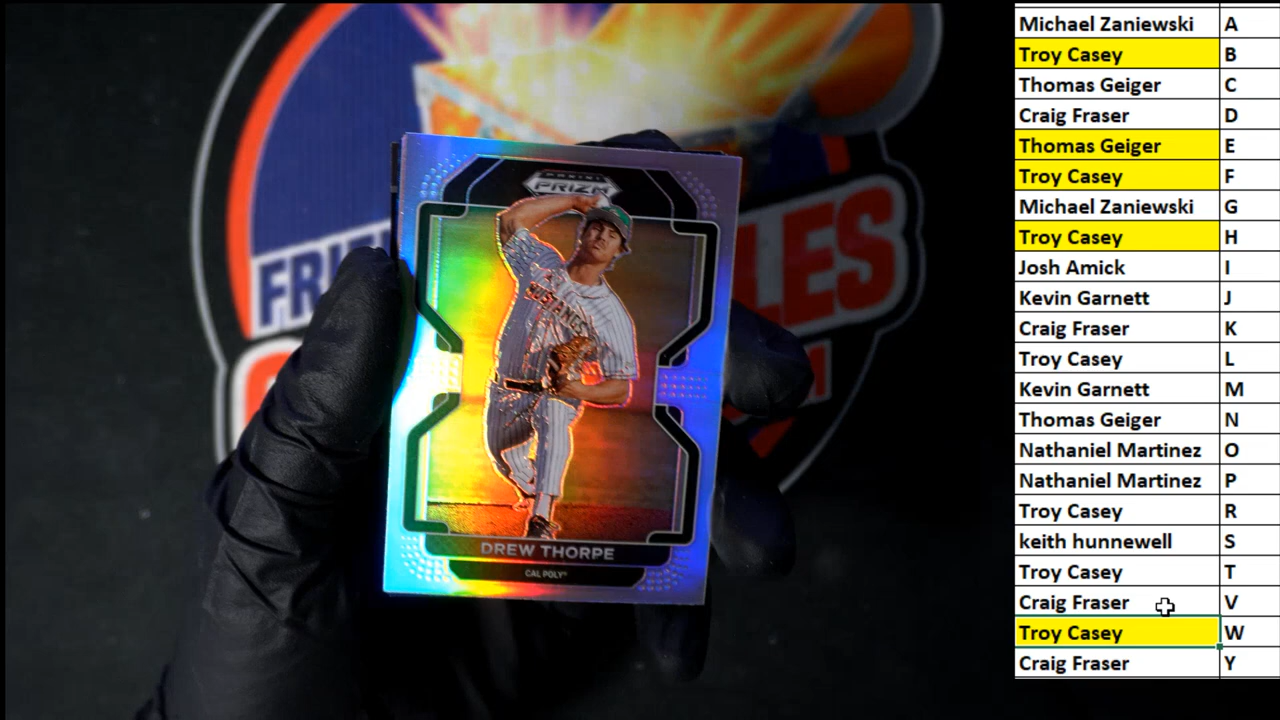 PANINI
PRIZM
MUSTANGS
DREW THORPE
CAL POLY
Michael Zaniewski A
Troy Casey B
Thomas Geiger C
Craig Fraser D
Thomas Geiger E
Troy Casey F
Michael Zaniewski G
Troy Casey H
Josh Amick I
Kevin Garnett J
Craig Fraser K
Troy Casey L
Kevin Garnett M
Thomas Geiger N
Nathaniel Martinez O
Nathaniel Martinez P
Troy Casey R
keith hunnewell S
Troy Casey T
Craig Fraser V
Troy Casey W
Craig Fraser Y